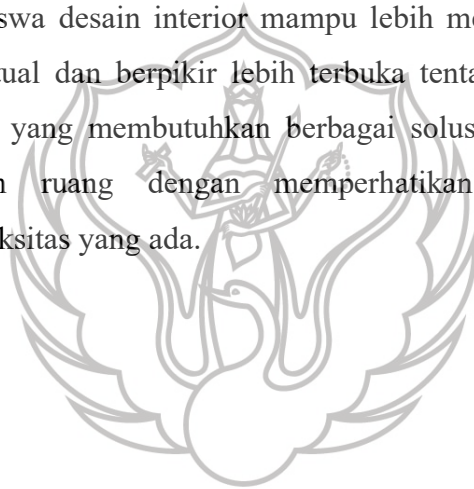 swa desain interior mampu lebih m
tual dan berpikir lebih terbuka tenta
yang membutuhkan berbagai solus
ruang dengan memperhatikan
ksitas yang ada.